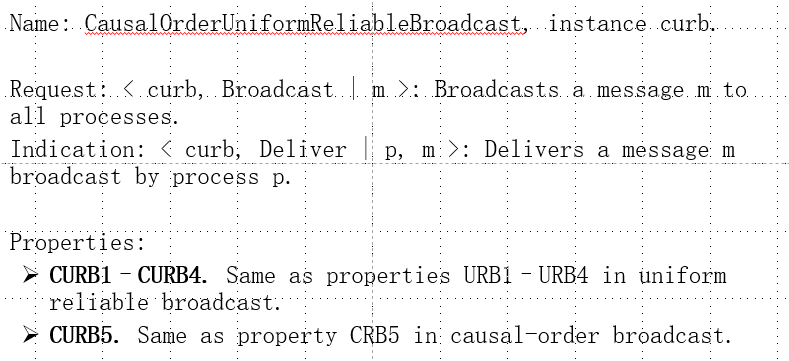 Name: CausalOrderUniformReliableBroadcast, instance curb.
Request: < curb, Broadcast | m >: Broadcasts a message m to
all processes.
Indication: < curb, Deliver | p, m >: Delivers a message m
broadcast by process p.
Properties:
➢ CURB1 – CURB4. Same as properties URB1 – URB4 in uniform
reliable broadcast.
➢ CURB5. Same as property CRB5 in causal-order broadcast.